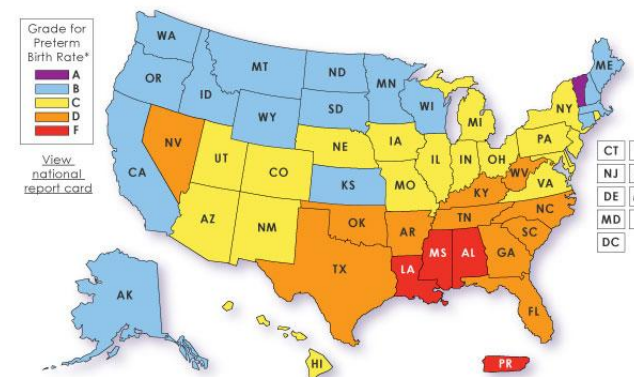 Grade for
Preterm
Birth Rate*
A
B
C
D
F
View
national
report card
WA
OR
ID
MT
ND
MN
WI
ME
SD
WY
NV
CA
UT
CO
NE
IA
KS
MO
IL
IN
MI
OH
PA
NY
WV
VA
KY
TN
NC
SC
GA
FL
AL
MS
LA
AR
OK
TX
NM
AZ
AK
HI
PR
CT
NJ
DE
MD
DC